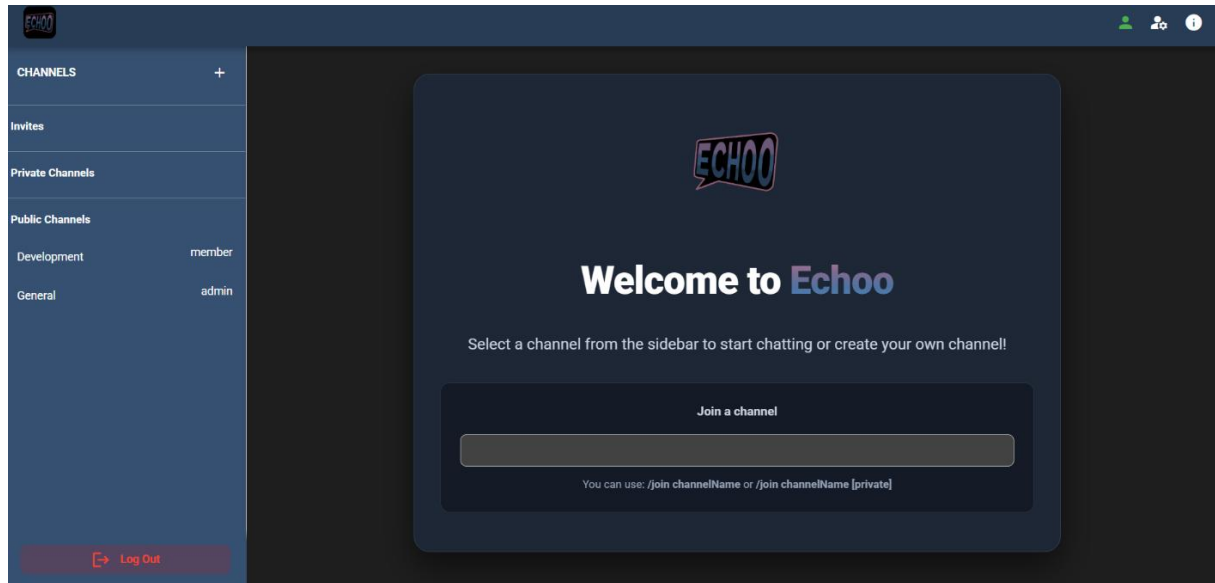 ECHOO
CHANNELS +
Invites
Private Channels
Public Channels
Development member
General admin
Log Out
ECHOO
Welcome to Echoo
Select a channel from the sidebar to start chatting or create your own channel!
Join a channel
You can use: /join channelName or /join channelName [private]